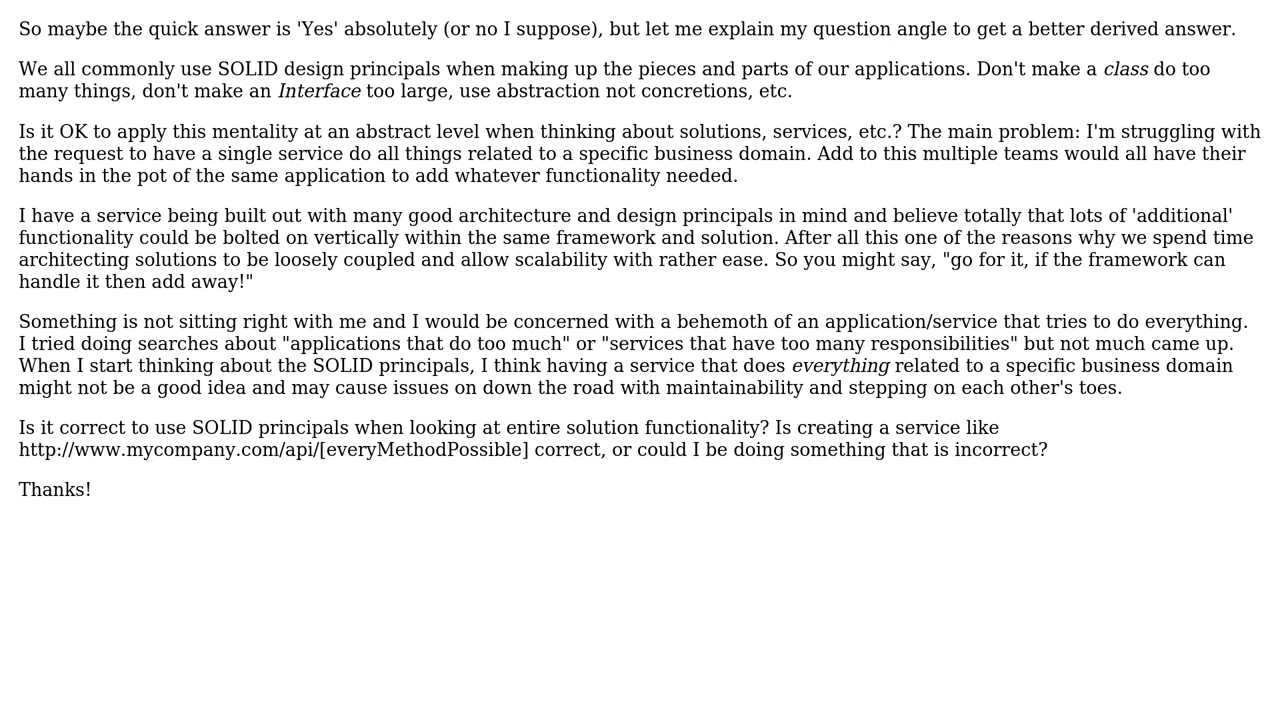 So maybe the quick answer is 'Yes' absolutely (or no I suppose), but let me explain my question angle to get a better derived answer.
We all commonly use SOLID design principals when making up the pieces and parts of our applications. Don't make a class do too
many things, don't make an Interface too large, use abstraction not concretions, etc.
Is it OK to apply this mentality at an abstract level when thinking about solutions, services, etc.? The main problem: I'm struggling with
the request to have a single service do all things related to a specific business domain. Add to this multiple teams would all have their
hands in the pot of the same application to add whatever functionality needed.
I have a service being built out with many good architecture and design principals in mind and believe totally that lots of 'additional'
functionality could be bolted on vertically within the same framework and solution. After all this one of the reasons why we spend time
architecting solutions to be loosely coupled and allow scalability with rather ease. So you might say, "go for it, if the framework can
handle it then add away!"
Something is not sitting right with me and I would be concerned with a behemoth of an application/service that tries to do everything.
I tried doing searches about "applications that do too much" or "services that have too many responsibilities" but not much came up.
When I start thinking about the SOLID principals, I think having a service that does everything related to a specific business domain
might not be a good idea and may cause issues on down the road with maintainability and stepping on each other's toes.
Is it correct to use SOLID principals when looking at entire solution functionality? Is creating a service like
http://www.mycompany.com/api/[everyMethodPossible] correct, or could I be doing something that is incorrect?
Thanks!